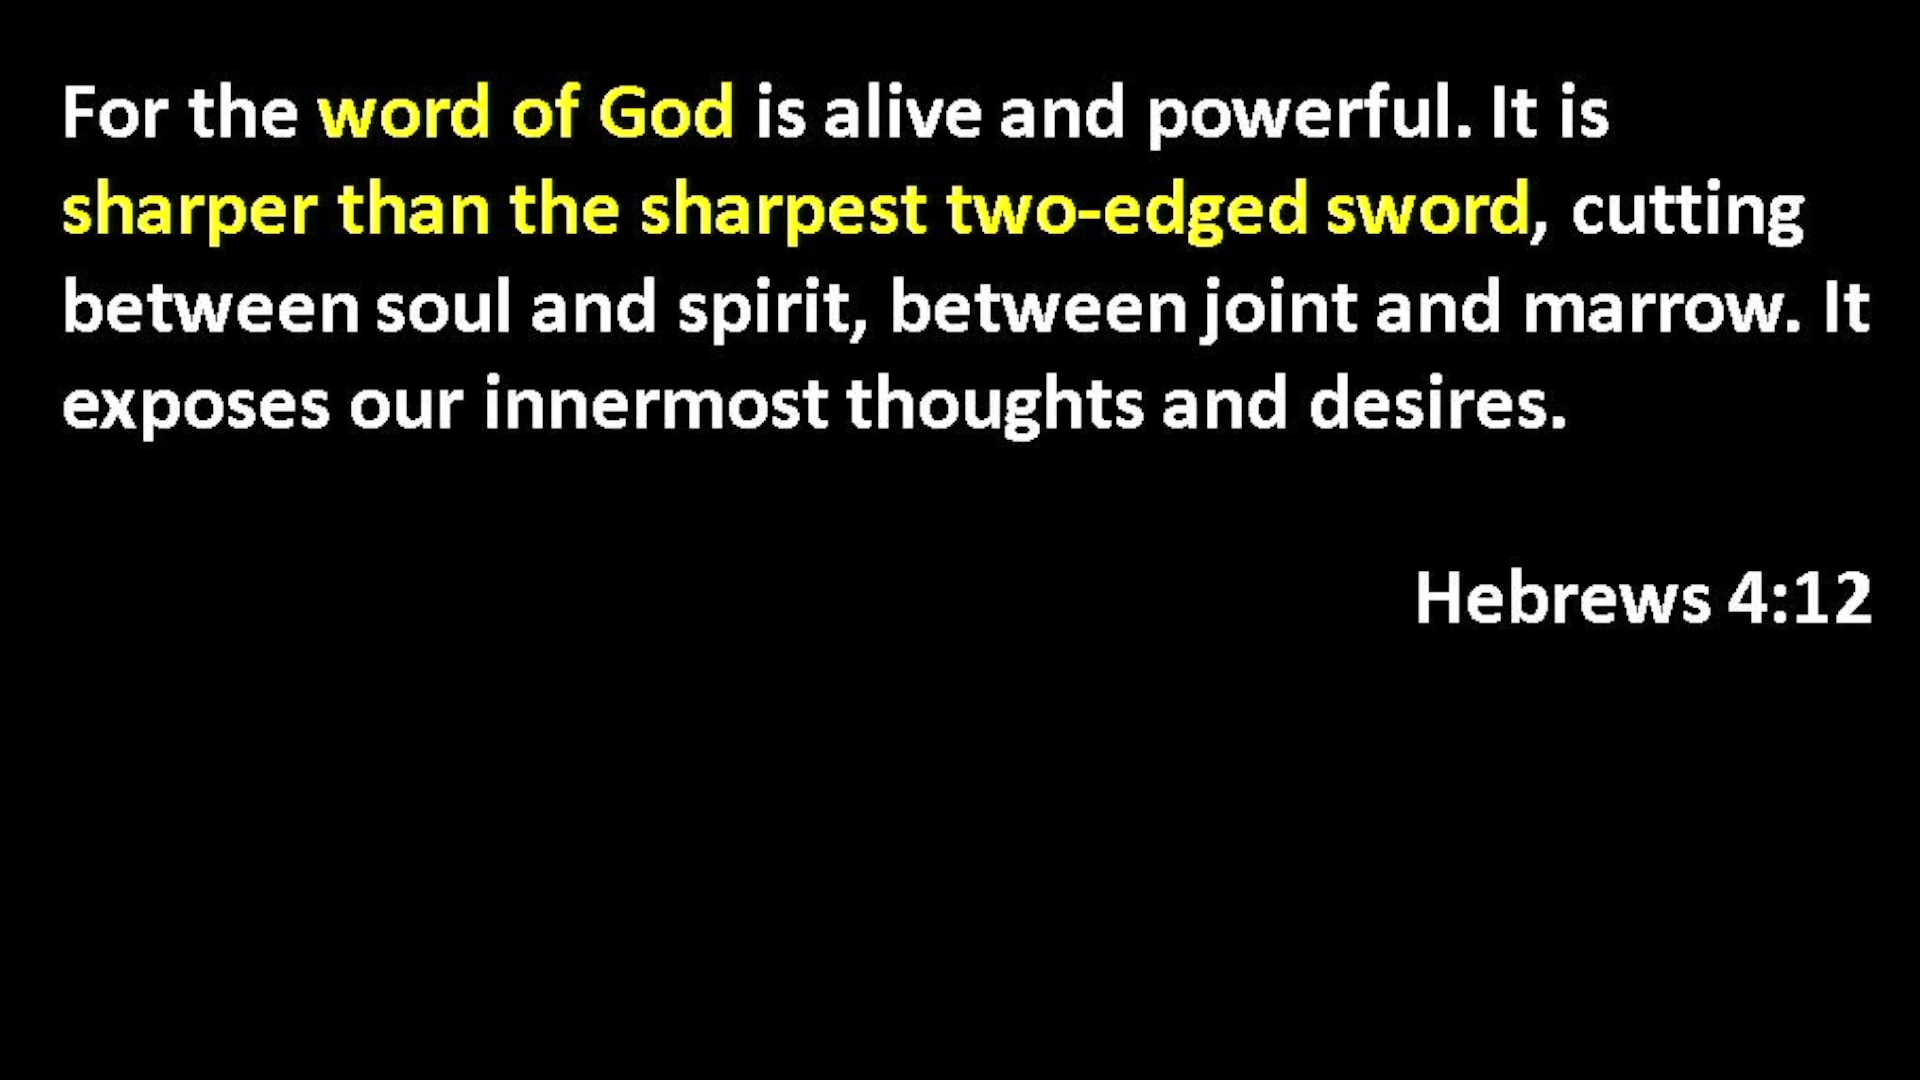 For the word of God is alive and powerful. It is
sharper than the sharpest two-edged sword, cutting
between soul and spirit, between joint and marrow. It
exposes our innermost thoughts and desires.
Hebrews 4:12